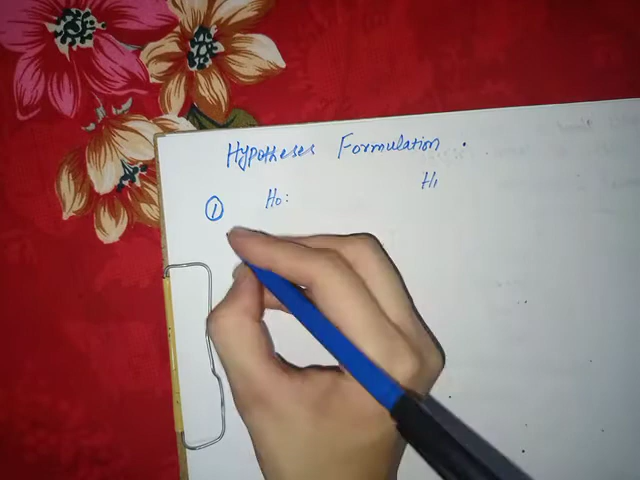 Hypotheses Formulation.
① H0: H1